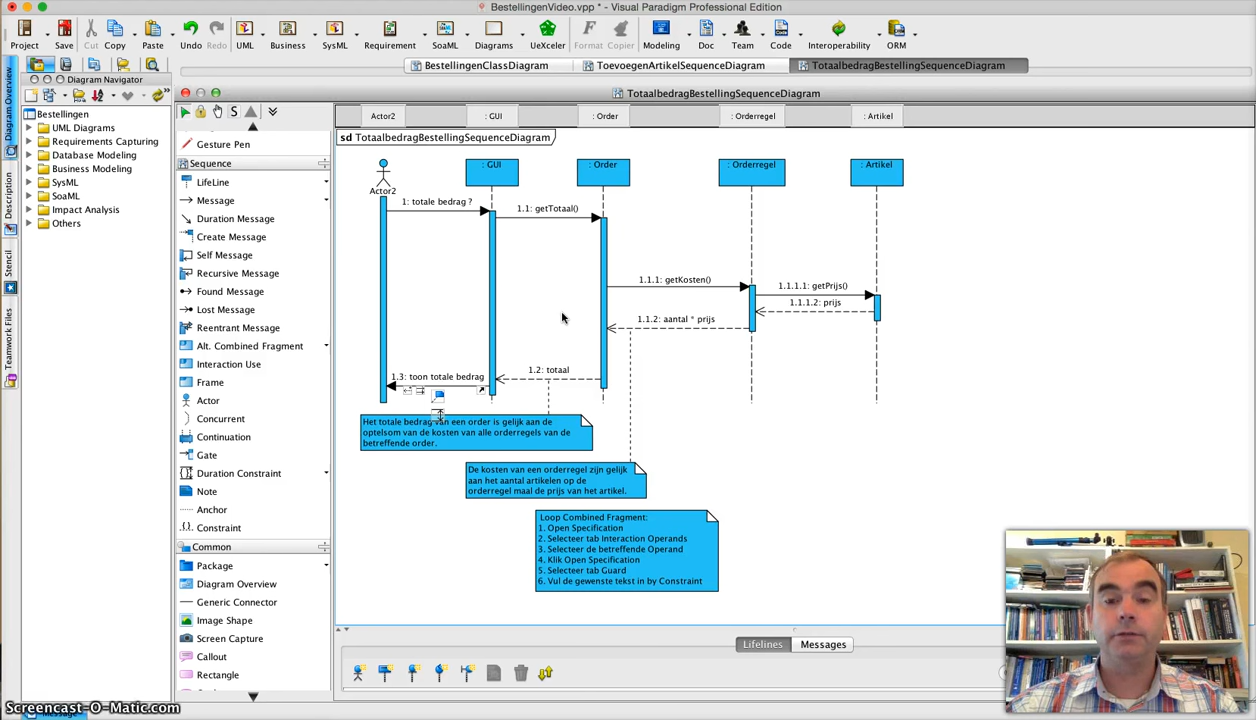 BestellingenVideo.vpp * - Visual Paradigm Professional Edition
Project Save Cut Copy Paste Undo Redo UML Business SysML Requirement SoaML Diagrams UeXceler Format Copier Modeling Doc Team Code Interoperability ORM
BestellingenClassDiagram ToevoegenArtikelSequenceDiagram TotaalbedragBestellingSequenceDiagram
Diagram Navigator
TotaalbedragBestellingSequenceDiagram
Diagram Overview
Description
Stencil
Teamwork Files
Bestellingen
UML Diagrams
Requirements Capturing
Database Modeling
Business Modeling
SysML
SoaML
Impact Analysis
Others
S
Gesture Pen
Sequence
LifeLine
Message
Duration Message
Create Message
Self Message
Recursive Message
Found Message
Lost Message
Reentrant Message
Alt. Combined Fragment
Interaction Use
Frame
Actor
Concurrent
Continuation
Gate
Duration Constraint
Note
Anchor
Constraint
Common
Package
Diagram Overview
Generic Connector
Image Shape
Screen Capture
Callout
Rectangle
Actor2 : GUI : Order : Orderregel : Artikel
sd TotaalbedragBestellingSequenceDiagram
: GUI : Order : Orderregel : Artikel
Actor2
1: totale bedrag ?
1.1: getTotaal()
1.1.1: getKosten()
1.1.1.1: getPrijs()
1.1.1.2: prijs
1.1.2: aantal * prijs
1.2: totaal
1.3: toon totale bedrag
Het totale bedrag van een order is gelijk aan de
optelsom van de kosten van alle orderregels van de
betreffende order.
De kosten van een orderregel zijn gelijk
aan het aantal artikelen op de
orderregel maal de prijs van het artikel.
Loop Combined Fragment:
1. Open Specification
2. Selecteer tab Interaction Operands
3. Selecteer de betreffende Operand
4. Klik Open Specification
5. Selecteer tab Guard
6. Vul de gewenste tekst in by Constraint
Lifelines Messages
Screencast-O-Matic.com